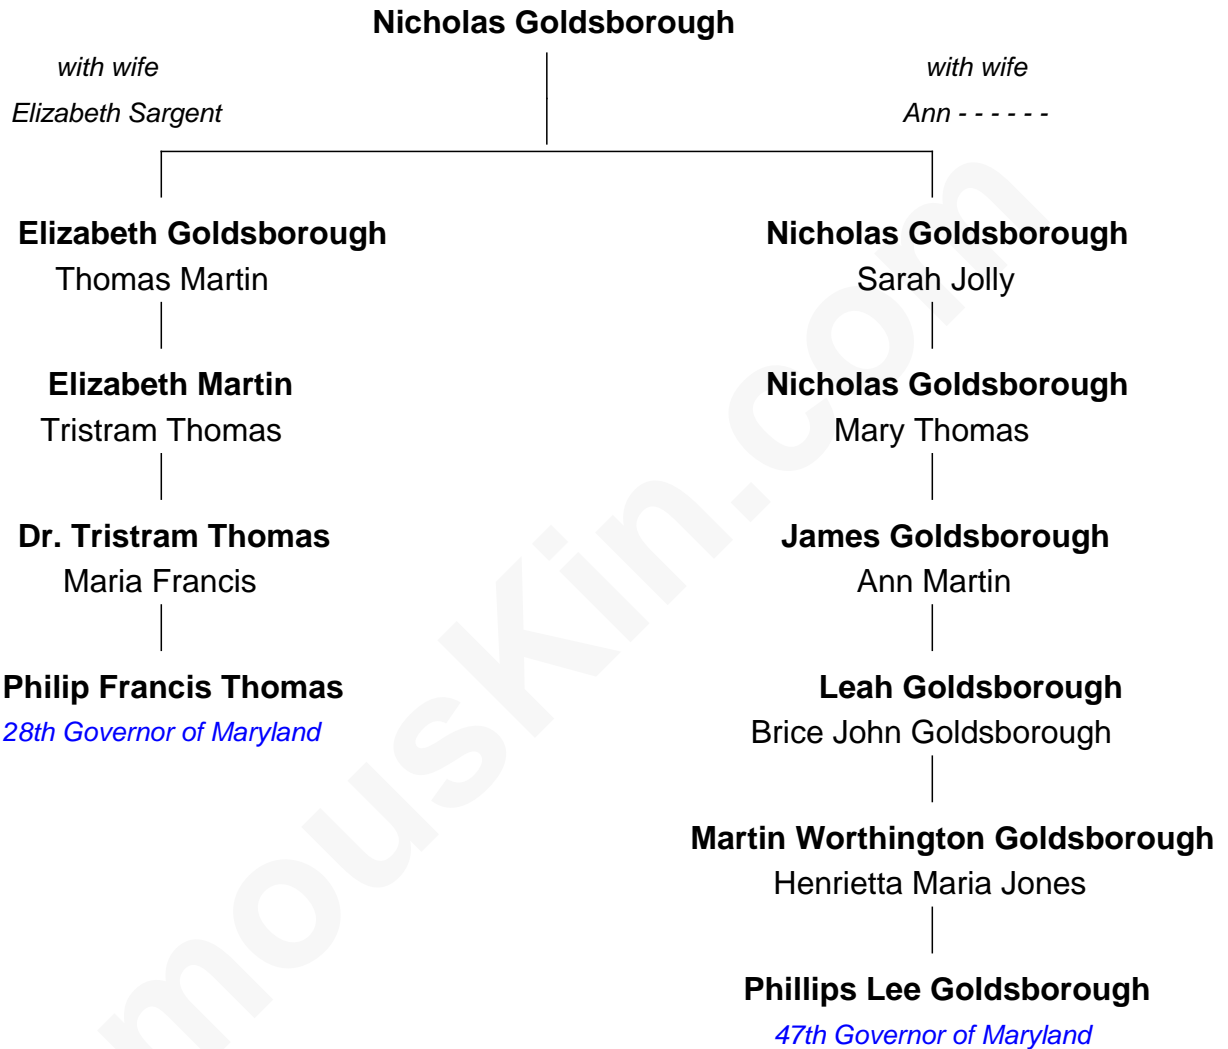 Nicholas Goldsborough
with wife
Elizabeth Sargent
with wife
Ann - - - - - -
Elizabeth Goldsborough
Thomas Martin
Nicholas Goldsborough
Sarah Jolly
Elizabeth Martin
Tristram Thomas
Nicholas Goldsborough
Mary Thomas
Dr. Tristram Thomas
Maria Francis
James Goldsborough
Ann Martin
Philip Francis Thomas
28th Governor of Maryland
Leah Goldsborough
Brice John Goldsborough
Martin Worthington Goldsborough
Henrietta Maria Jones
Phillips Lee Goldsborough
47th Governor of Maryland
mousKin.com